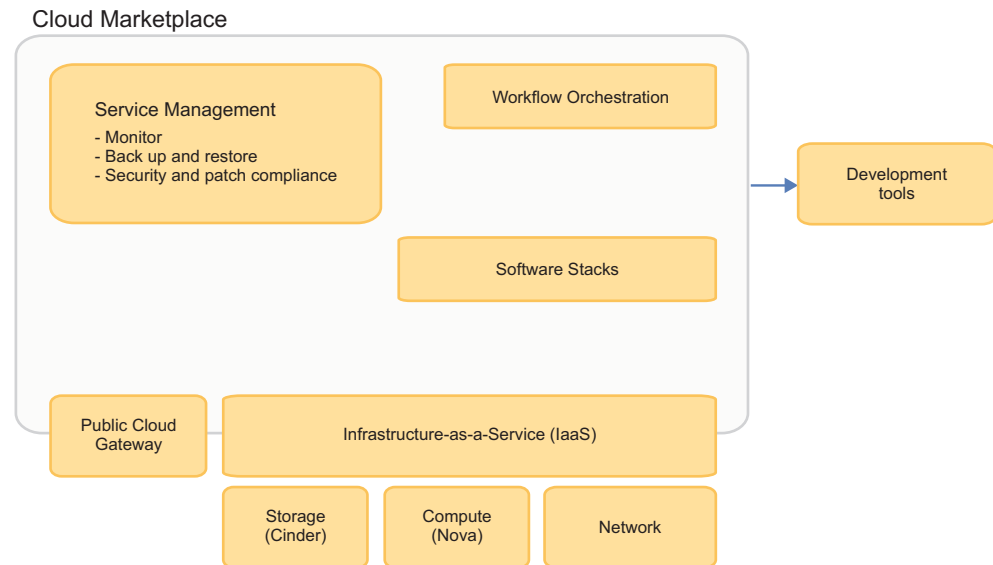 Cloud Marketplace
Service Management
- Monitor
- Back up and restore
- Security and patch compliance
Workflow Orchestration
Development
tools
Software Stacks
Public Cloud
Gateway
Infrastructure-as-a-Service (IaaS)
Storage
(Cinder)
Compute
(Nova)
Network